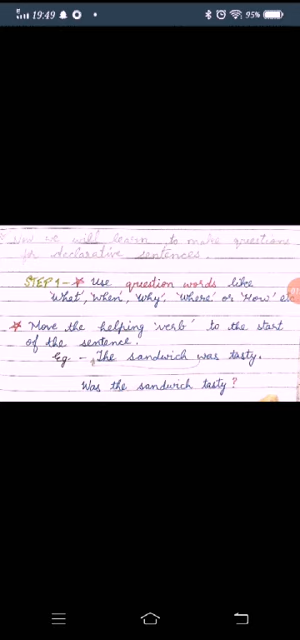 19:49 95%
Now we will learn to make questions
for declarative sentences.
STEP 1 - * Use question words like
'What', 'When', 'Why', 'Where' or 'How' etc
* Move the helping 'verb' to the start
of the sentence.
Eg. - The sandwich was tasty.
Was the sandwich tasty?